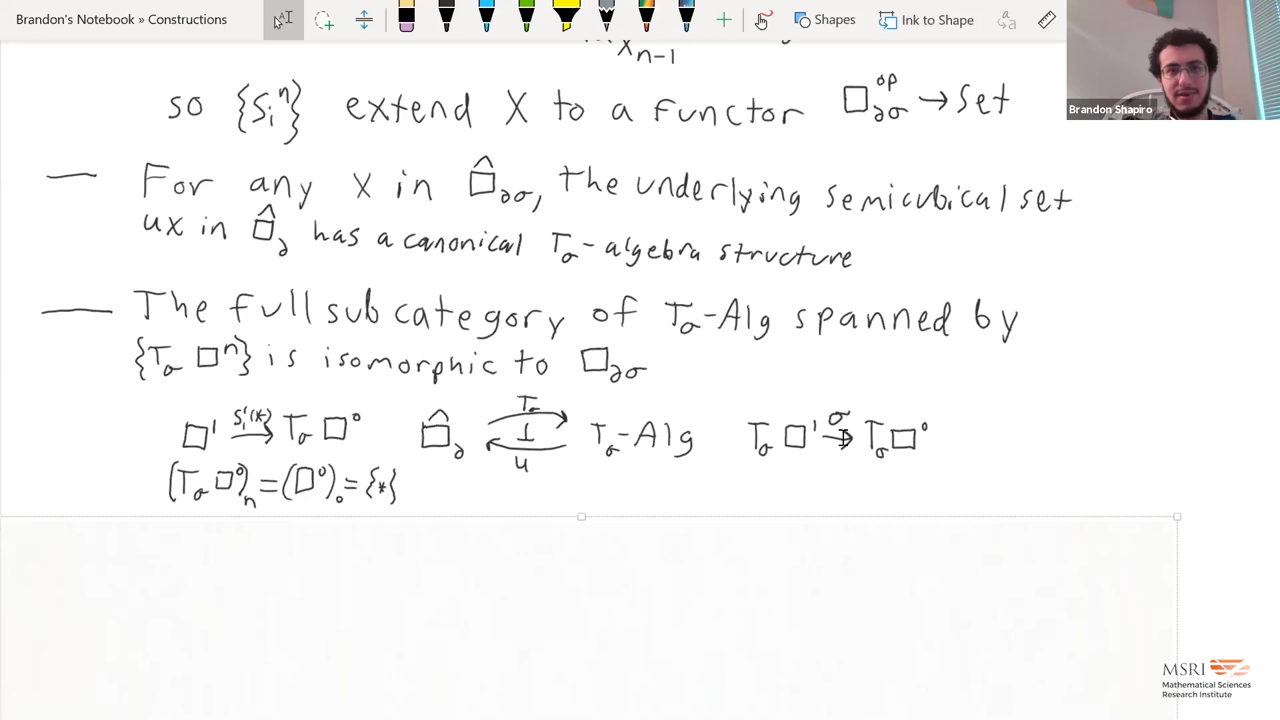 Brandon's Notebook » Constructions
Shapes
Ink to Shape
Brandon Shapiro
X_{n-1}
so {S_i^n} extend X to a functor □_{∂σ}^{op} → Set
— For any X in □̂_{∂σ}, the underlying semicubical set
UX in □̂_∂ has a canonical T_σ-algebra structure
— The full subcategory of T_σ-Alg spanned by
{T_σ □^n} is isomorphic to □_{∂σ}
□^1 \xrightarrow{S_1^1(*)} T_σ □^0 □̂_∂ T_σ ⊥ U T_σ-Alg T_σ □^1 \xrightarrow{σ} T_σ □^0
(T_σ □^0)_n = (□^0)_0 = {*}
MSRI
Mathematical Sciences
Research Institute